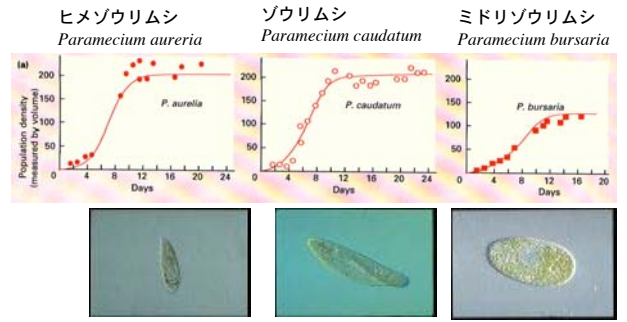 ヒメゾウリムシ
Paramecium aureria
ゾウリムシ
Paramecium caudatum
ミドリゾウリムシ
Paramecium bursaria
(a)
Population density
(measured by volume)
200
150
100
50
0 4 8 12 16 20 24
Days
P. aurelia
200
150
100
50
0 4 8 12 16 20 24
Days
P. caudatum
200
150
100
50
0 4 8 12 16 20
Days
P. bursaria